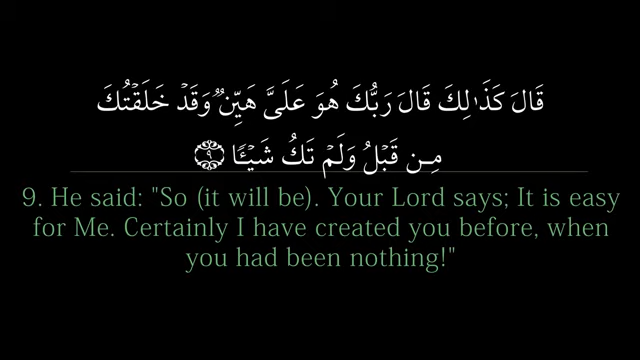 قَالَ كَذَٰلِكَ قَالَ رَبُّكَ هُوَ عَلَىَّ هَيِّنٌ وَقَدْ خَلَقْتُكَ
مِن قَبْلُ وَلَمْ تَكُ شَيْـًٔا ٩
9. He said: "So (it will be). Your Lord says; It is easy
for Me. Certainly I have created you before, when
you had been nothing!"